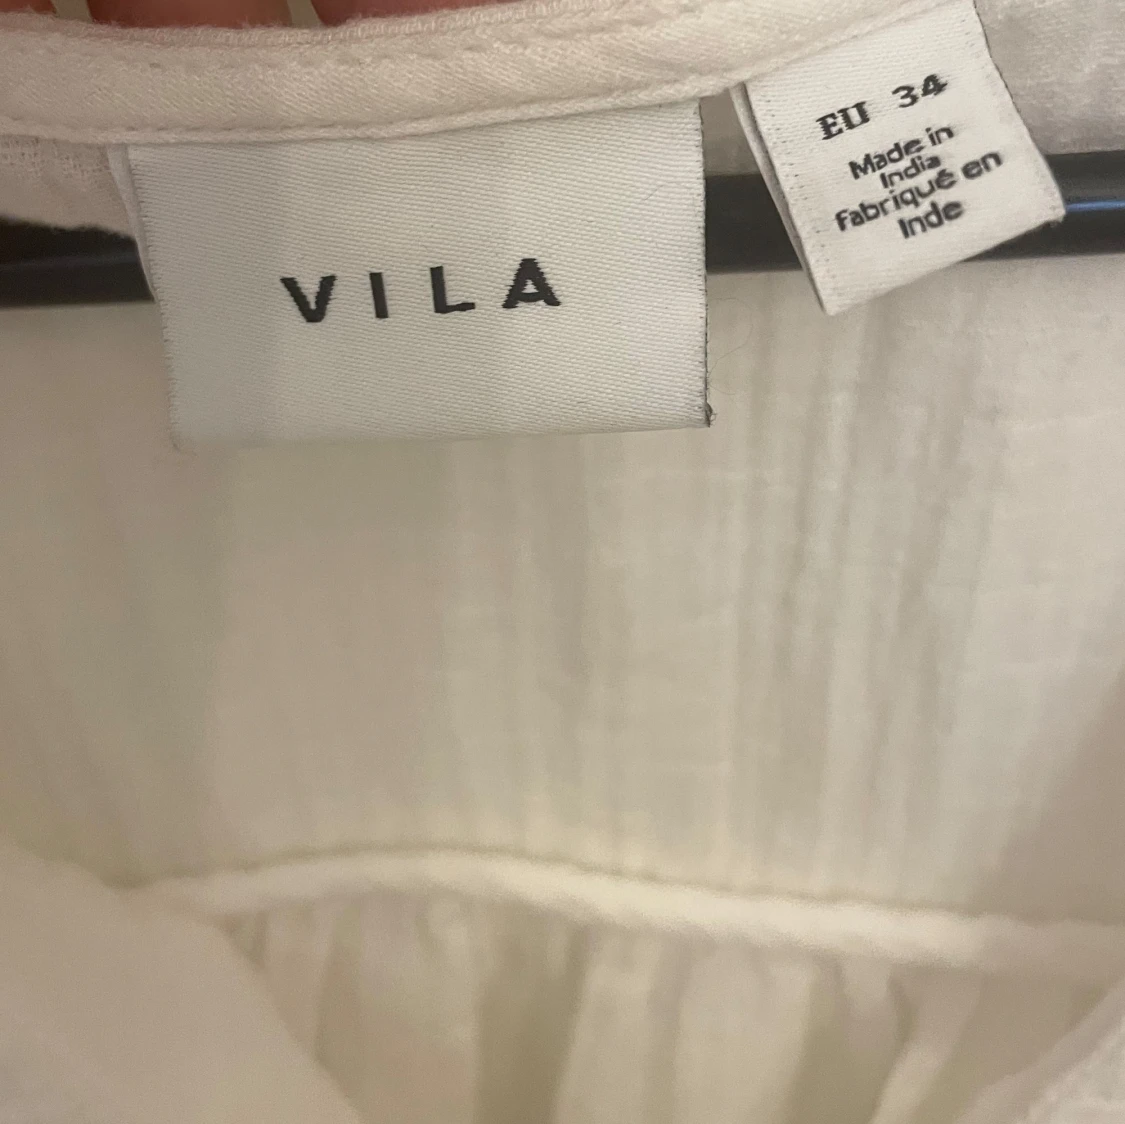 VILA
EU 34
Made in
India
Fabriqué en
Inde